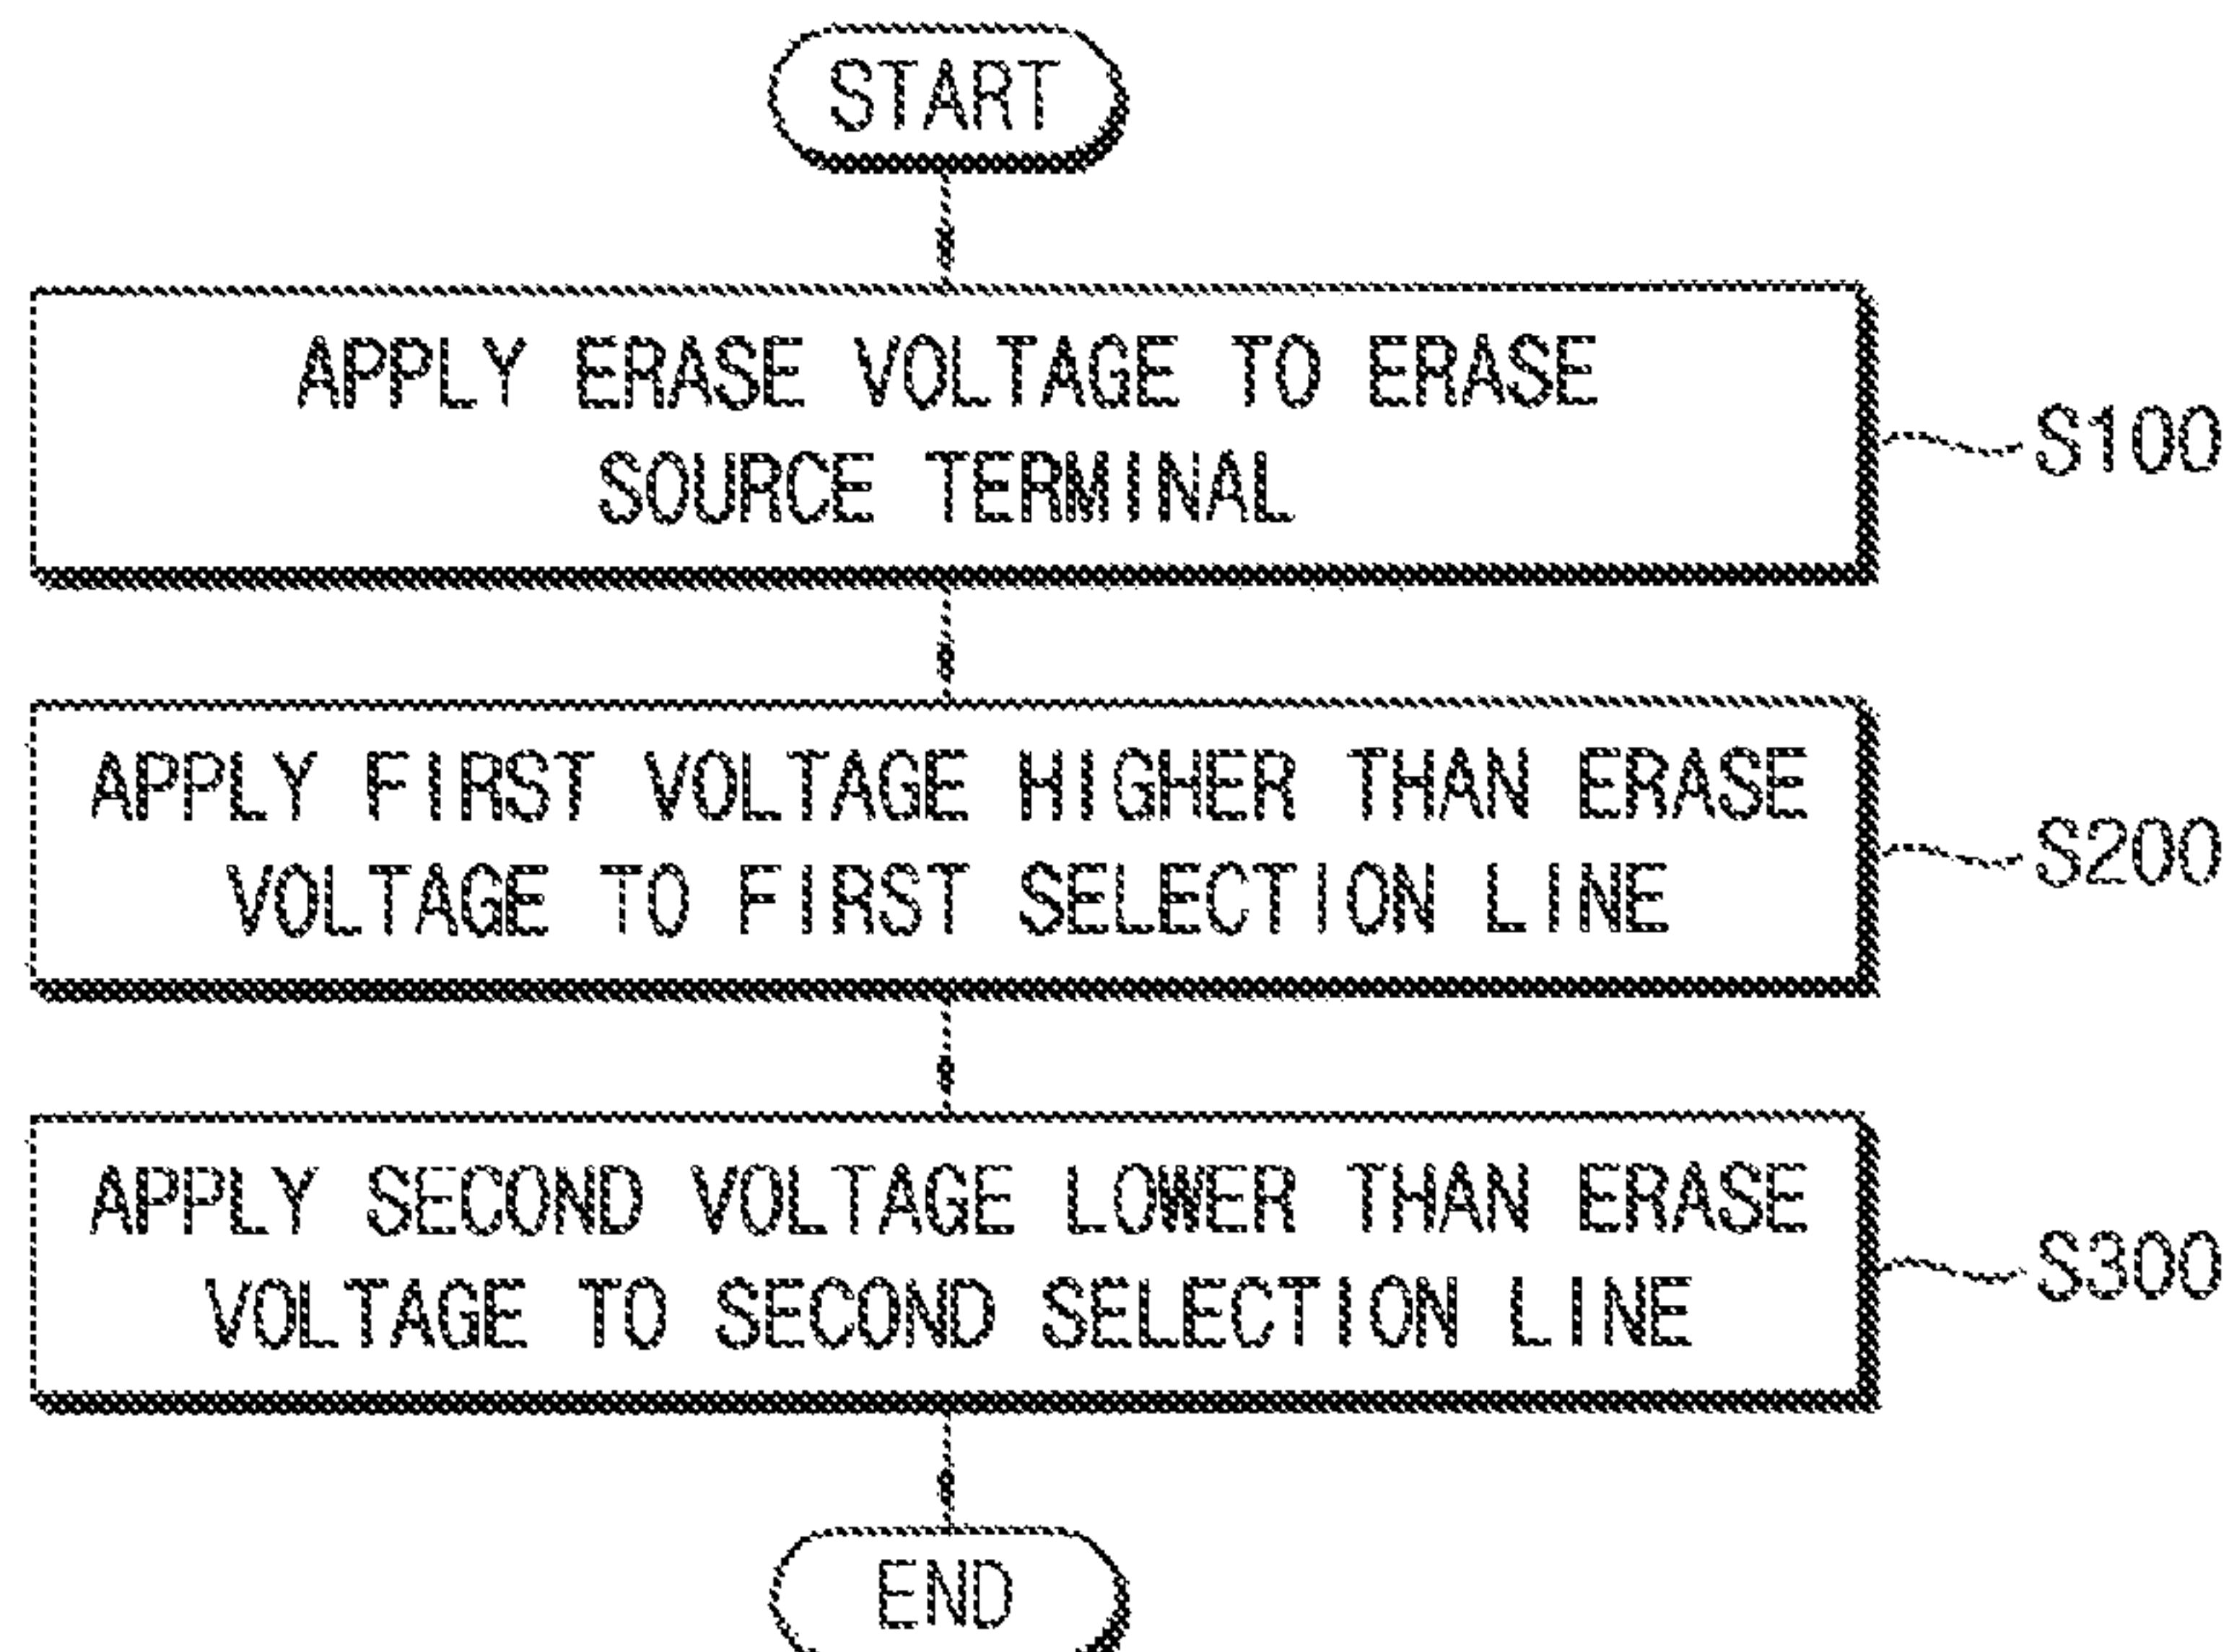 START
APPLY ERASE VOLTAGE TO ERASE
SOURCE TERMINAL
S100
APPLY FIRST VOLTAGE HIGHER THAN ERASE
VOLTAGE TO FIRST SELECTION LINE
S200
APPLY SECOND VOLTAGE LOWER THAN ERASE
VOLTAGE TO SECOND SELECTION LINE
S300
END